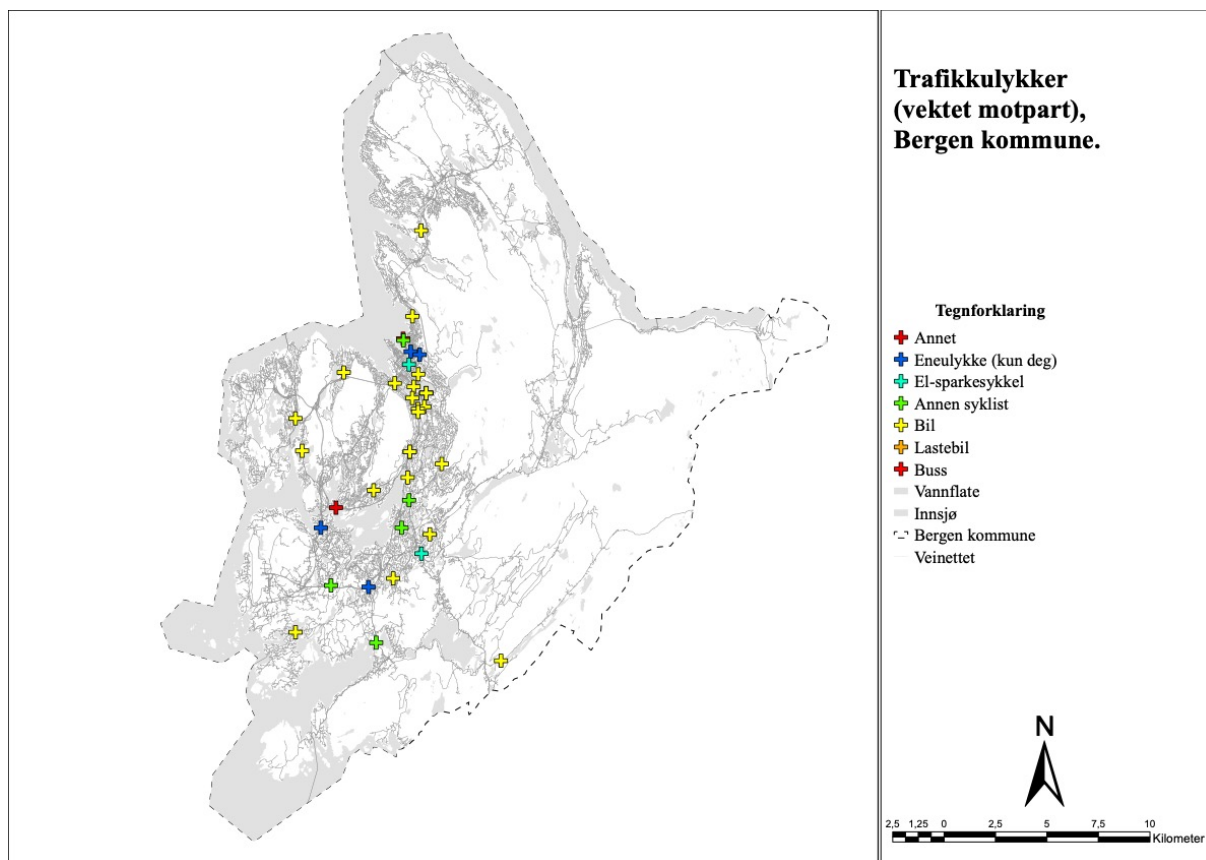 Trafikkulykker
(vektet motpart),
Bergen kommune.
Tegnforklaring
Annet
Eneulykke (kun deg)
El-sparkesykkel
Annen syklist
Bil
Lastebil
Buss
Vannflate
Innsjø
Bergen kommune
Veinettet
N
2,5 1,25 0 2,5 5 7,5 10
Kilometer